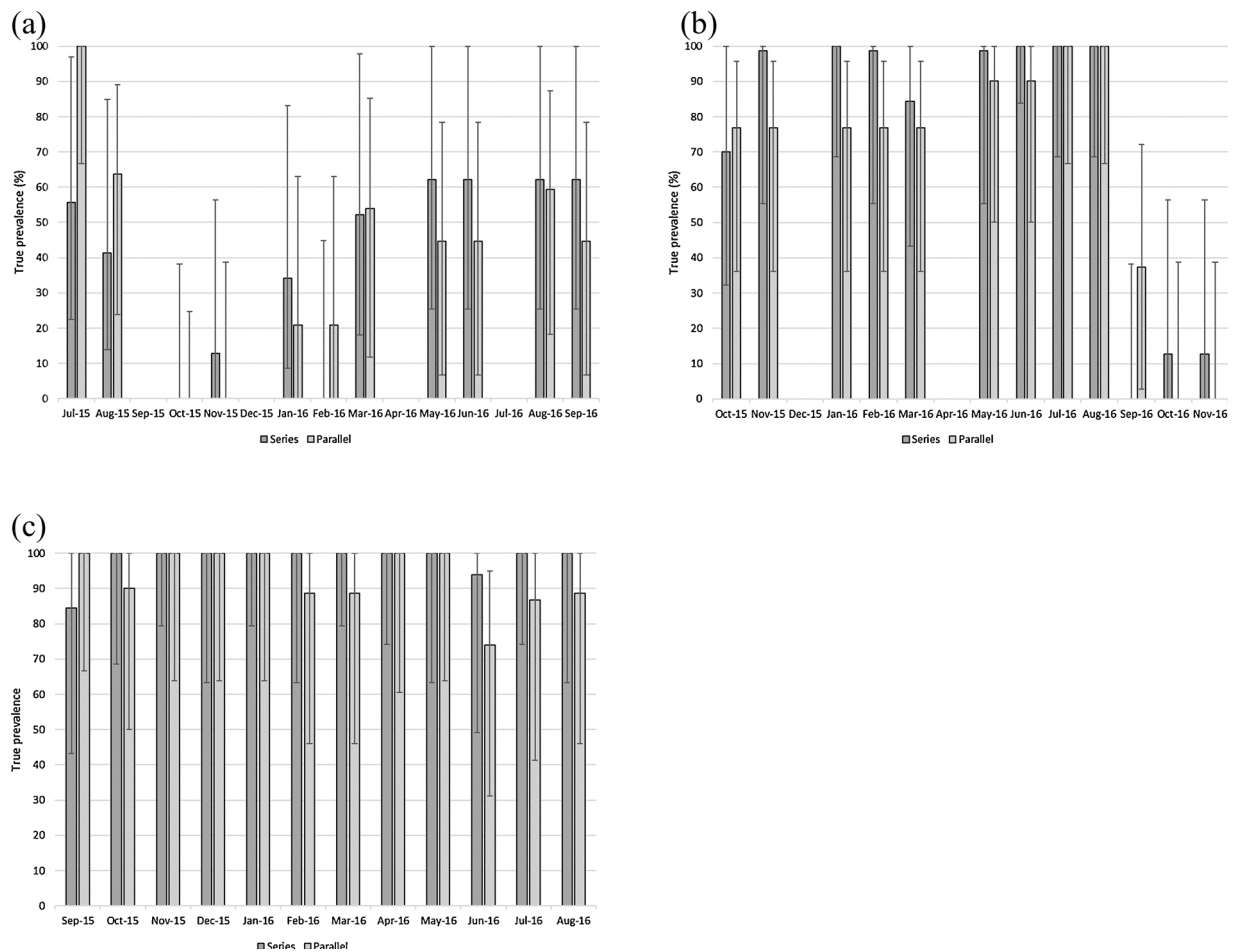 (a)
100
90
80
70
60
50
40
30
20
10
0
True prevalence (%)
Jul-15 Aug-15 Sep-15 Oct-15 Nov-15 Dec-15 Jan-16 Feb-16 Mar-16 Apr-16 May-16 Jun-16 Jul-16 Aug-16 Sep-16
Series Parallel
(b)
100
90
80
70
60
50
40
30
20
10
0
True prevalence (%)
Oct-15 Nov-15 Dec-15 Jan-16 Feb-16 Mar-16 Apr-16 May-16 Jun-16 Jul-16 Aug-16 Sep-16 Oct-16 Nov-16
Series Parallel
(c)
100
90
80
70
60
50
40
30
20
10
0
True prevalence
Sep-15 Oct-15 Nov-15 Dec-15 Jan-16 Feb-16 Mar-16 Apr-16 May-16 Jun-16 Jul-16 Aug-16
Series Parallel